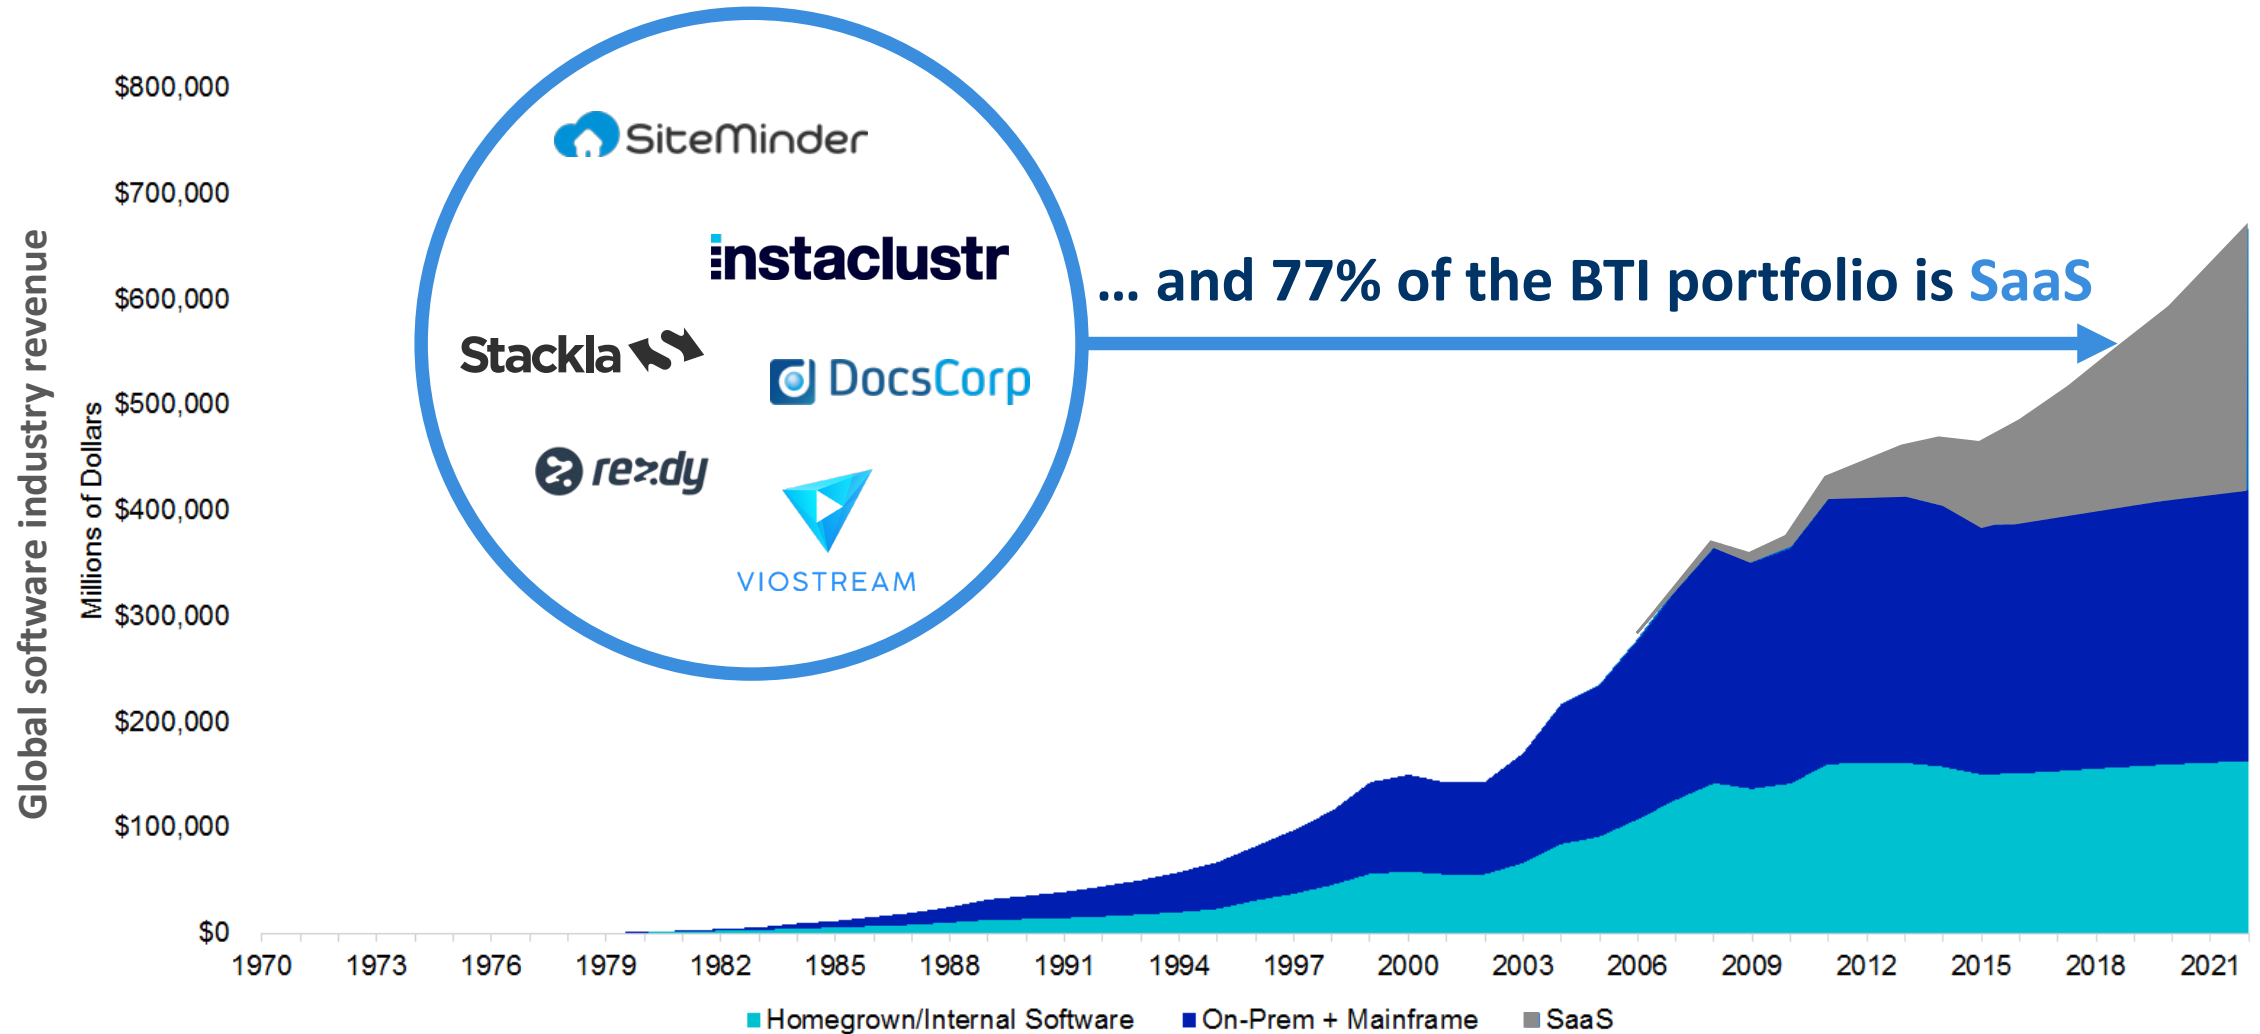 Global software industry revenue
Millions of Dollars
$800,000
$700,000
$600,000
$500,000
$400,000
$300,000
$200,000
$100,000
$0
SiteMinder
instaclustr
Stackla
DocsCorp
rezdy
VIOSTREAM
... and 77% of the BTI portfolio is SaaS
1970 1973 1976 1979 1982 1985 1988 1991 1994 1997 2000 2003 2006 2009 2012 2015 2018 2021
Homegrown/Internal Software On-Prem + Mainframe SaaS